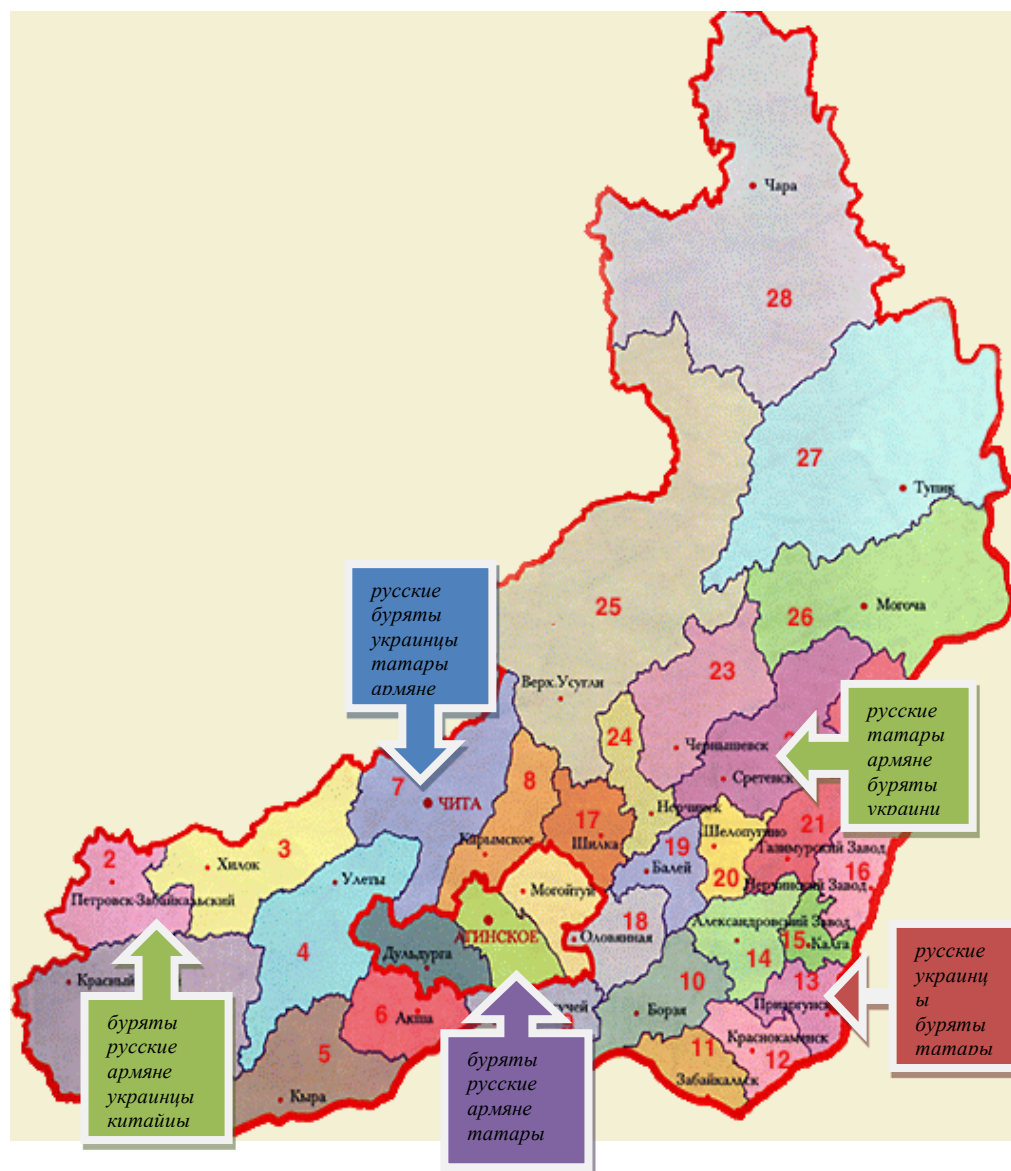 Чара
28
27
Тупик
25
26
Могоча
русские
буряты
украинцы
татары
армяне
23
Верх.Усугли
24
Чернышевск
Сретенск
русские
татары
армяне
буряты
7
ЧИТА
8
17
Шилка
Нерчинск
19
Шелопугино
21
Газимурский Завод
3
2
Хилок
Карымское
Балей
20
16
Петровск-Забайкальский
Улеты
Могойтуй
Нерчинский Завод
18
Александровский Завод
АГИНСКОЕ
Оловянная
15
Калга
4
Дульдурга
14
Красный
10
13
Приаргунск
русские
украинц
ы
буряты
татары
6
Акша
Борзя
Краснокаменск
буряты
русские
армяне
украинцы
китайцы
5
11
12
Забайкальск
Кыра
буряты
русские
армяне
татары